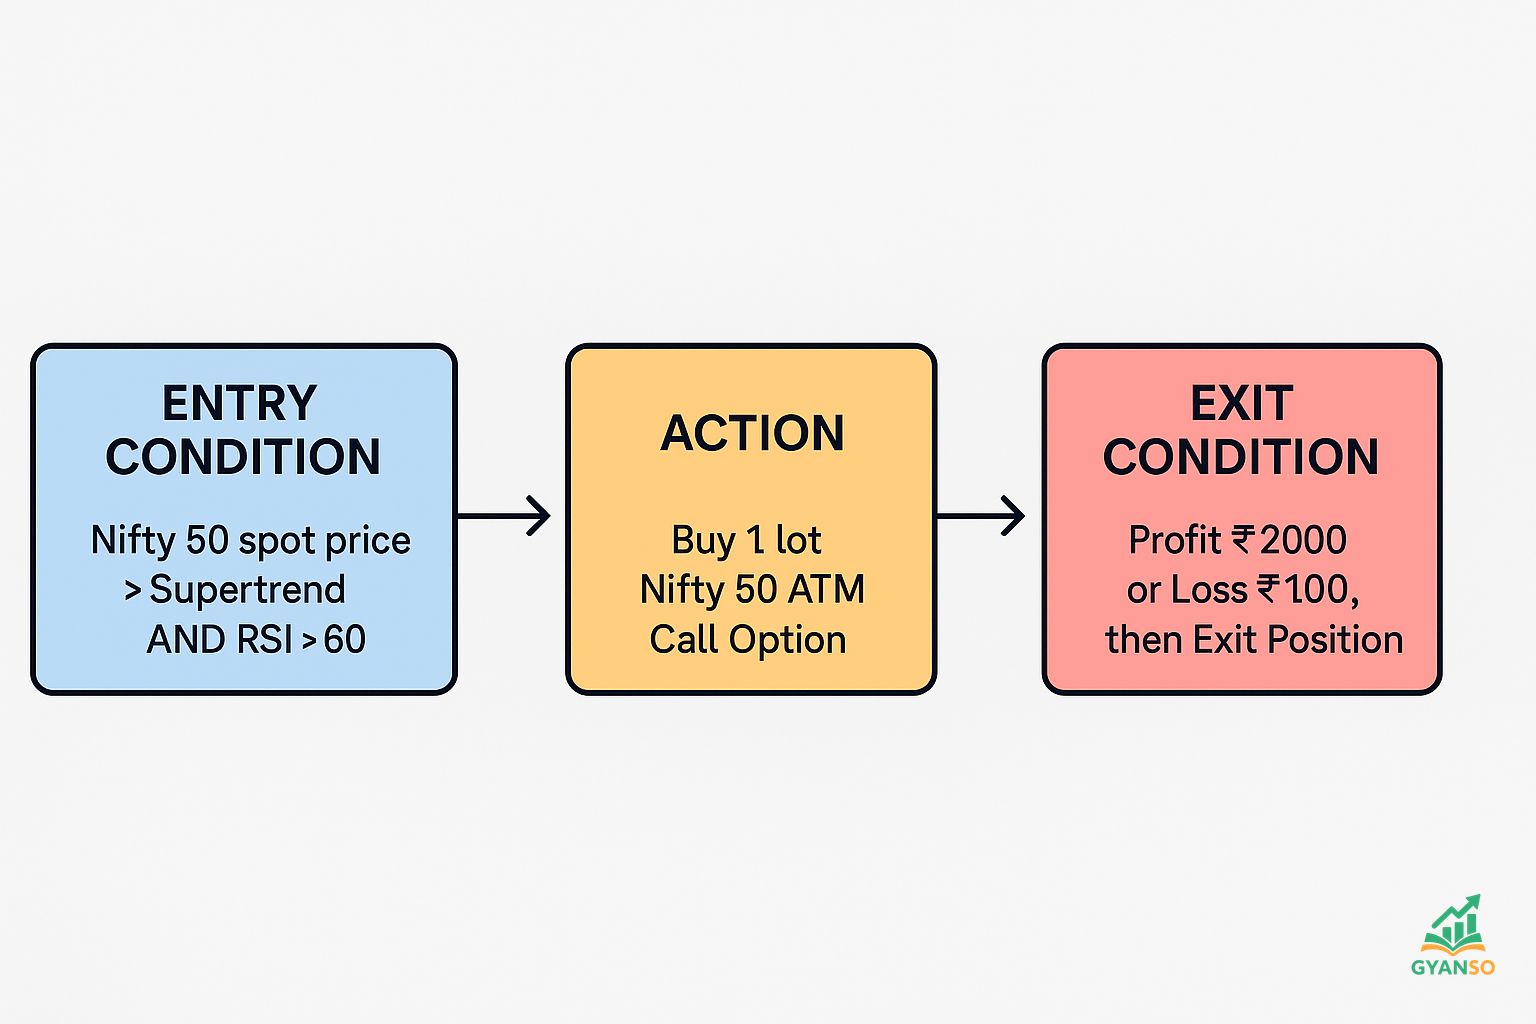 ENTRY
CONDITION
Nifty 50 spot price
> Supertrend
AND RSI > 60
ACTION
Buy 1 lot
Nifty 50 ATM
Call Option
EXIT
CONDITION
Profit ₹2000
or Loss ₹100,
then Exit Position
GYANSO